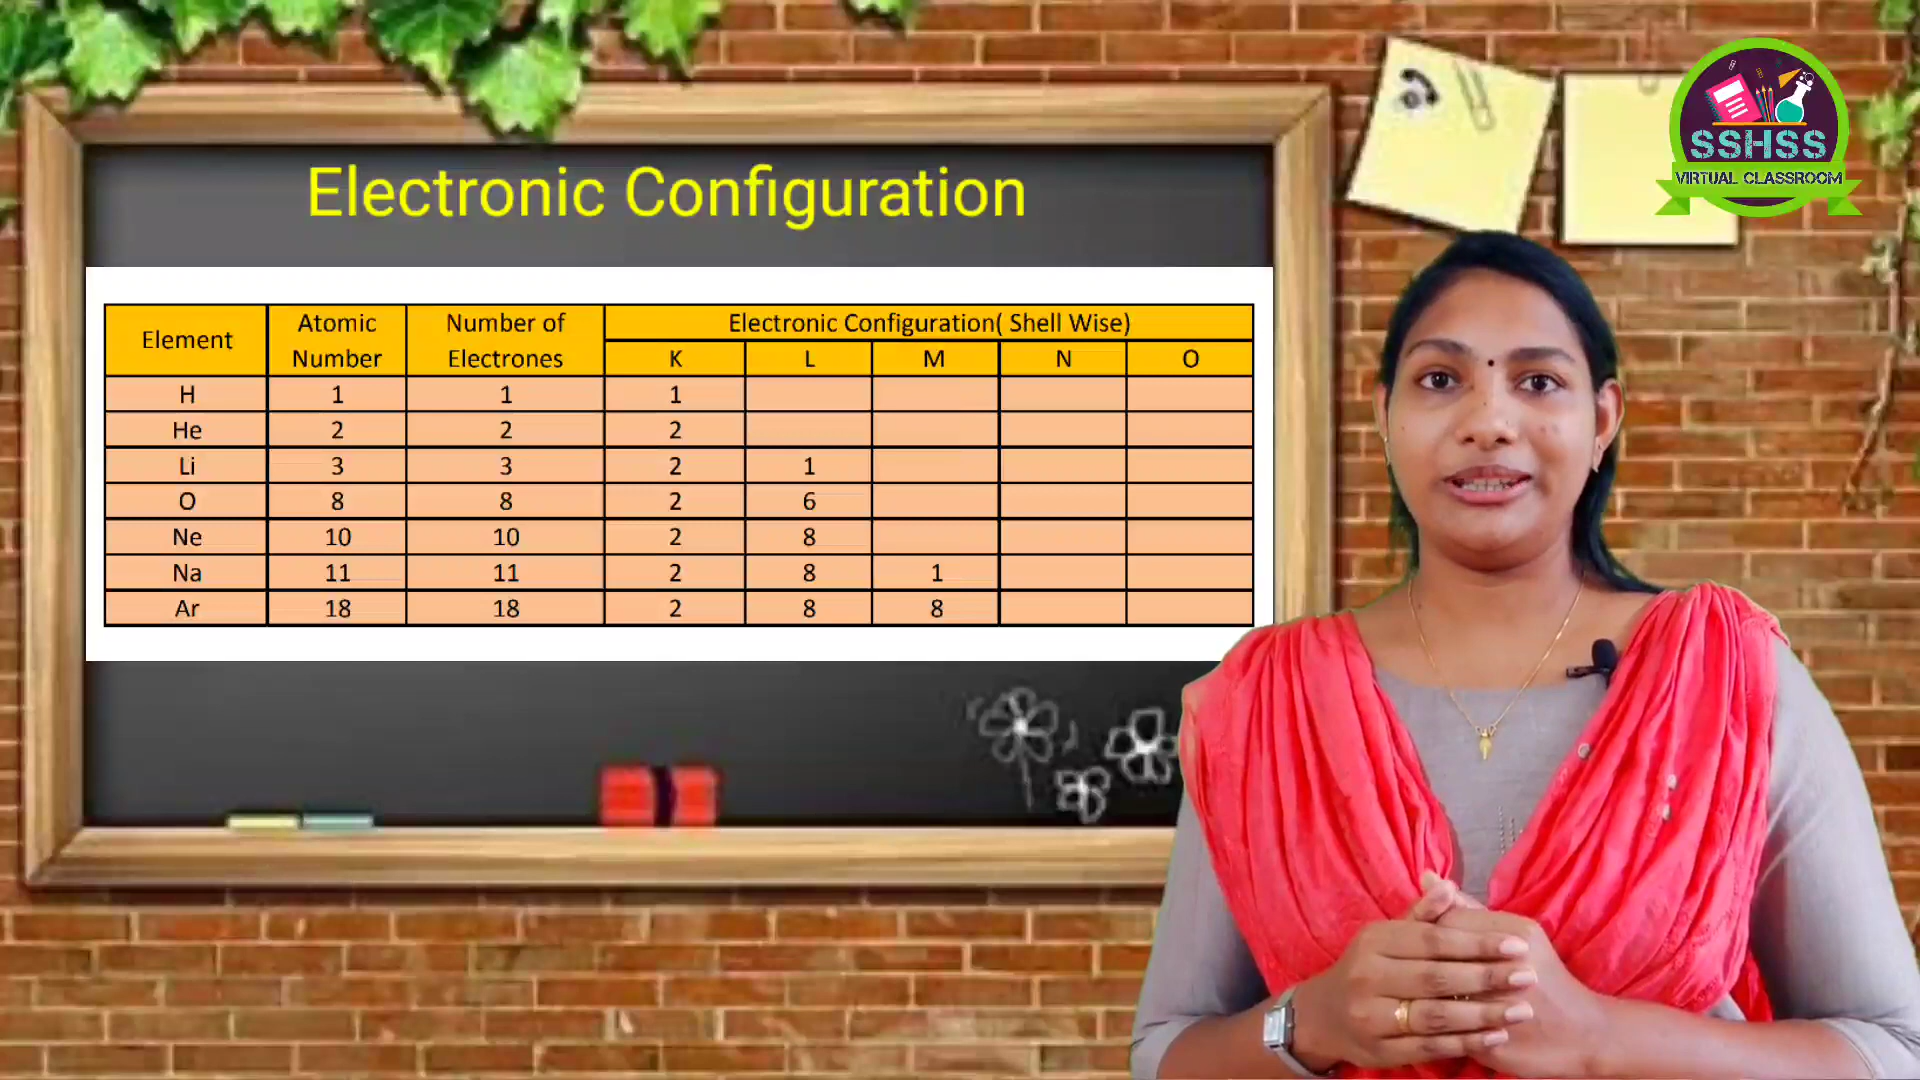 SSHSS
VIRTUAL CLASSROOM
Electronic Configuration
Element Atomic Number Number of Electrones Electronic Configuration( Shell Wise)
K L M N O
H 1 1 1
He 2 2 2
Li 3 3 2 1
O 8 8 2 6
Ne 10 10 2 8
Na 11 11 2 8 1
Ar 18 18 2 8 8